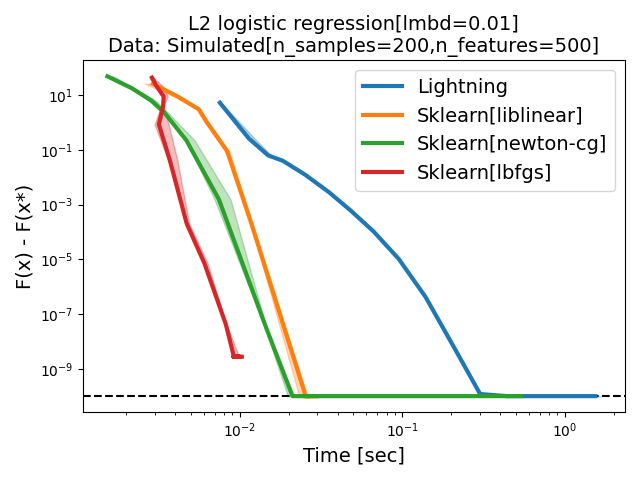 L2 logistic regression[lmbd=0.01]
Data: Simulated[n_samples=200,n_features=500]
F(x) - F(x*)
10¹
10⁻¹
10⁻³
10⁻⁵
10⁻⁷
10⁻⁹
Lightning
Sklearn[liblinear]
Sklearn[newton-cg]
Sklearn[lbfgs]
10⁻² 10⁻¹ 10⁰
Time [sec]